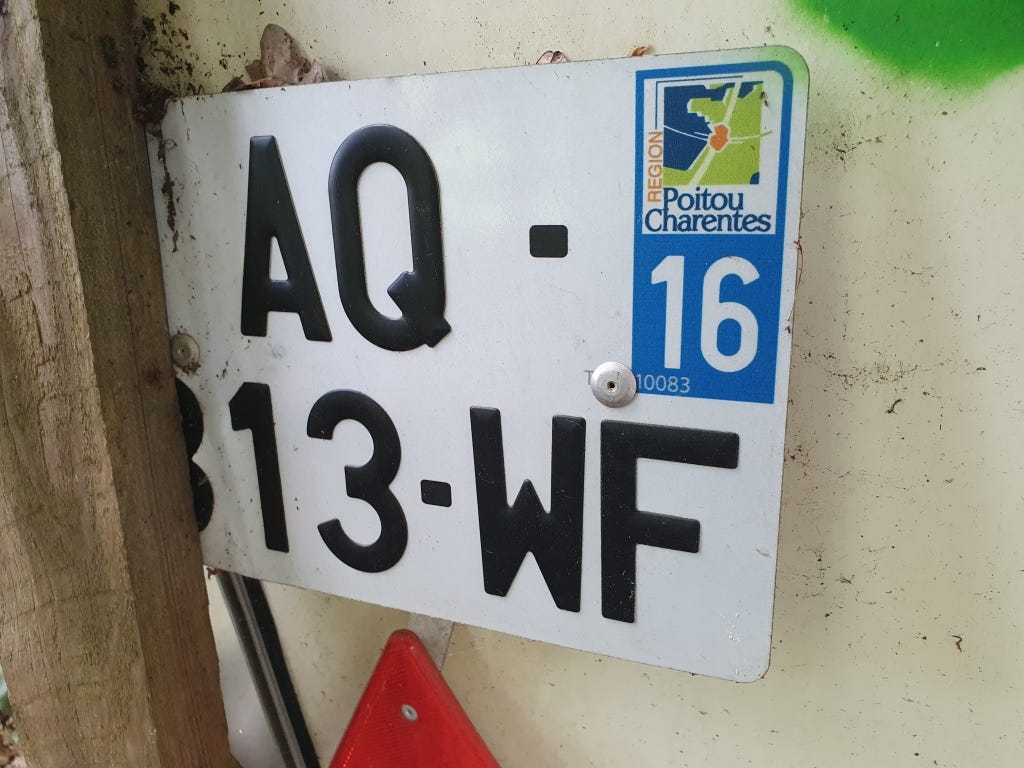 AQ -
REGION
Poitou
Charentes
16
10083
13-WF